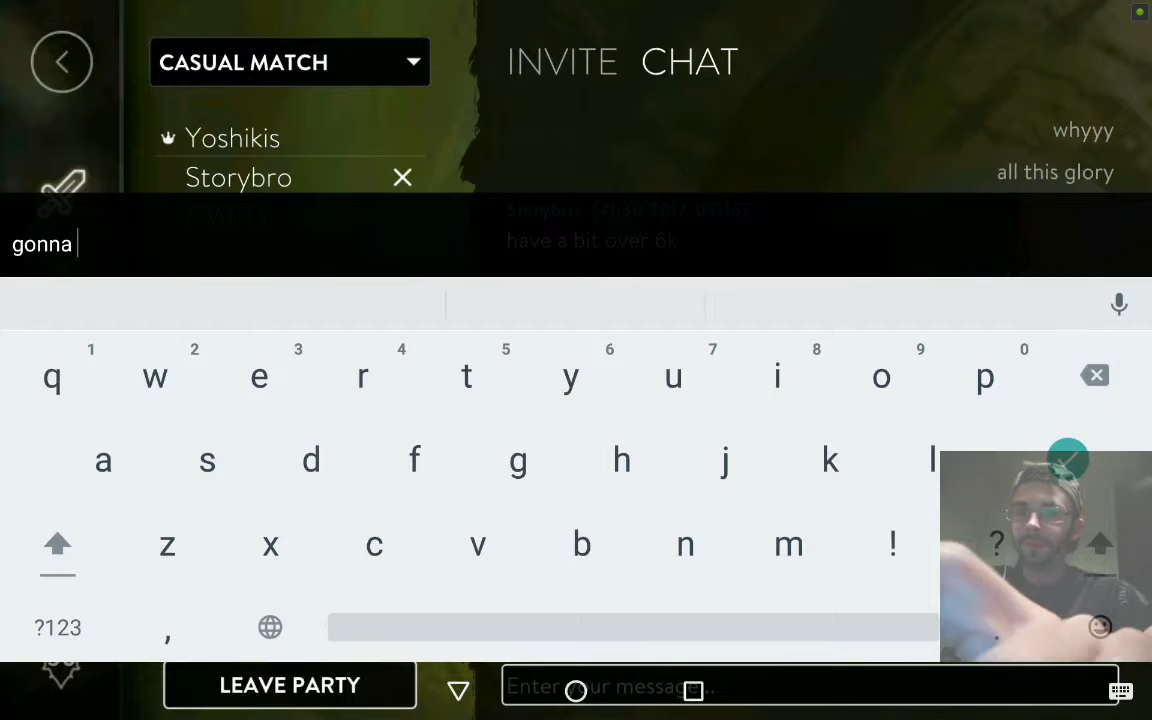 CASUAL MATCH
INVITE CHAT
Yoshikis
whyyy
Storybro
all this glory
Storybro
have a bit over 6k
gonna
1 2 3 4 5 6 7 8 9 0
q w e r t y u i o p
a s d f g h j k l
z x c v b n m ! ?
?123 , .
LEAVE PARTY
Enter your message...